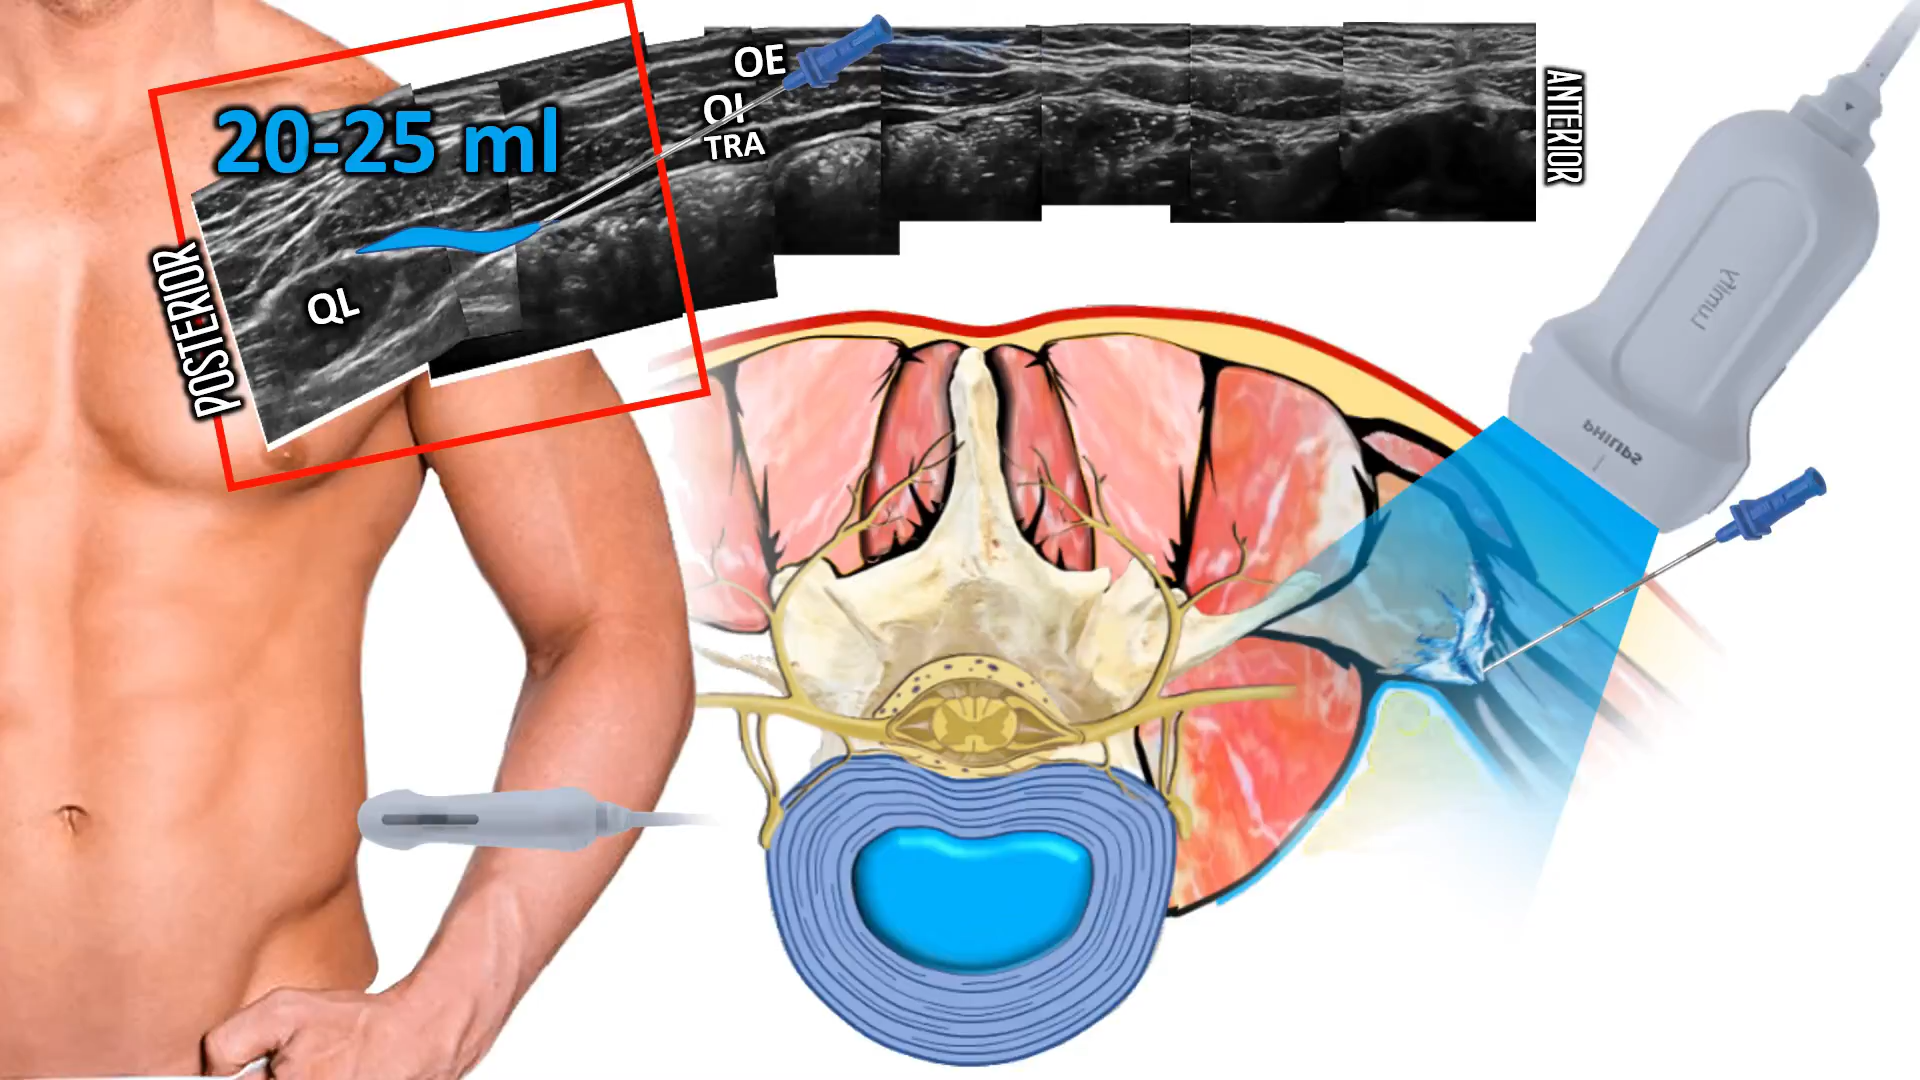 OE
OI
TRA
20-25 ml
QL
POSTERIOR
ANTERIOR
Lumify
PHILIPS